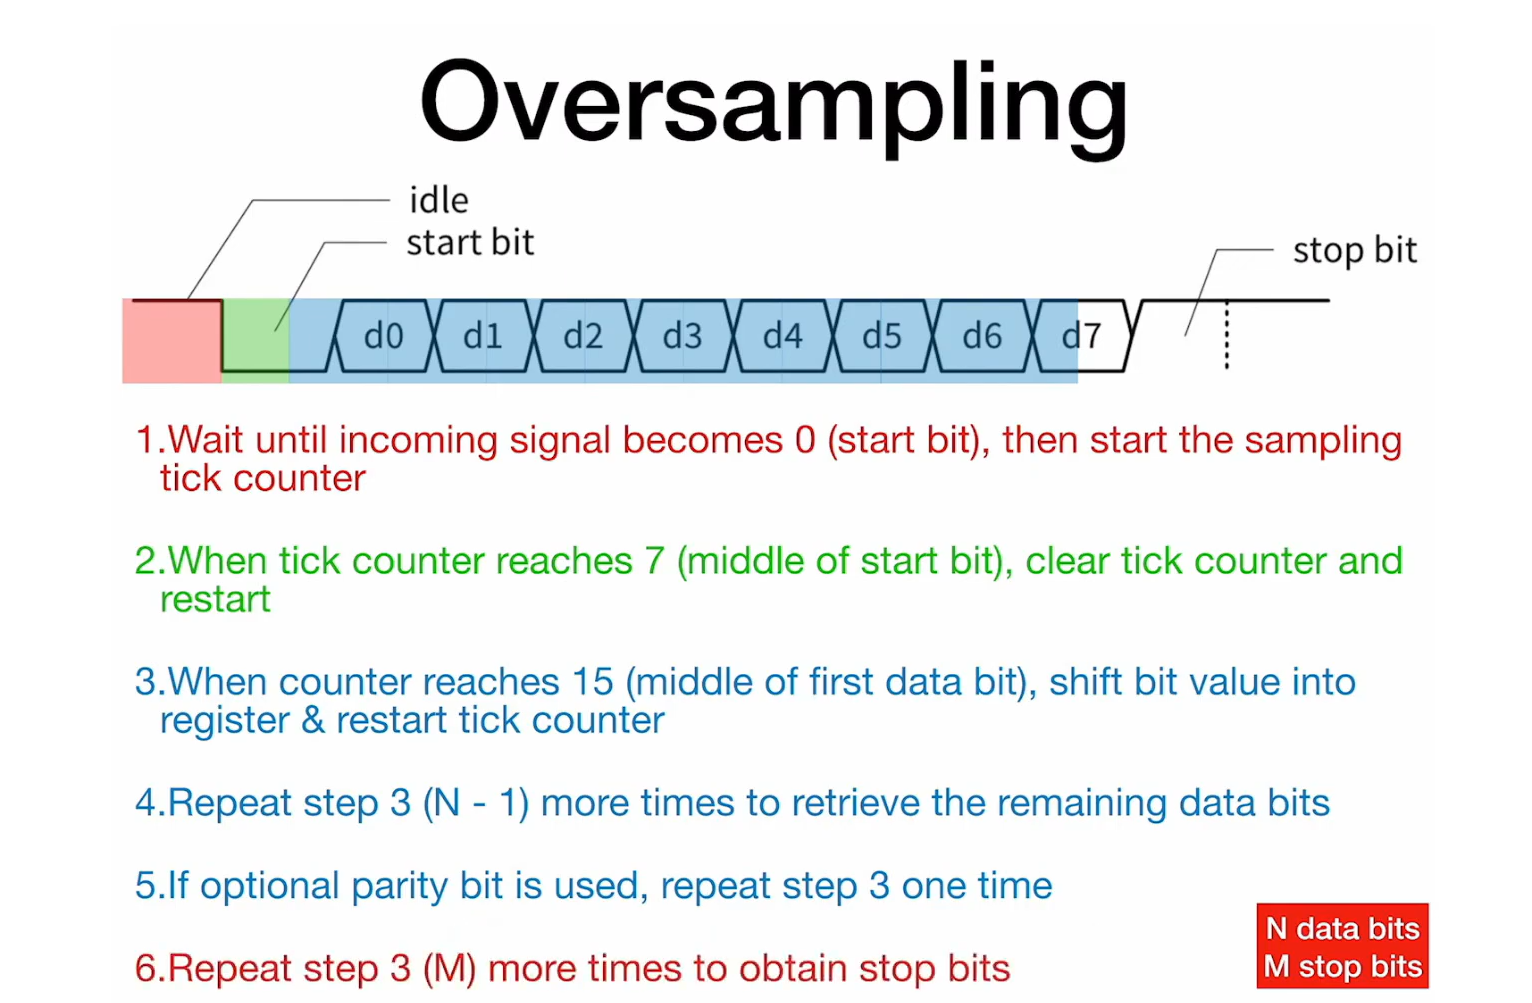 Oversampling
idle
start bit
stop bit
d0 d1 d2 d3 d4 d5 d6 d7
1.Wait until incoming signal becomes 0 (start bit), then start the sampling
tick counter
2.When tick counter reaches 7 (middle of start bit), clear tick counter and
restart
3.When counter reaches 15 (middle of first data bit), shift bit value into
register & restart tick counter
4.Repeat step 3 (N - 1) more times to retrieve the remaining data bits
5.If optional parity bit is used, repeat step 3 one time
6.Repeat step 3 (M) more times to obtain stop bits
N data bits
M stop bits